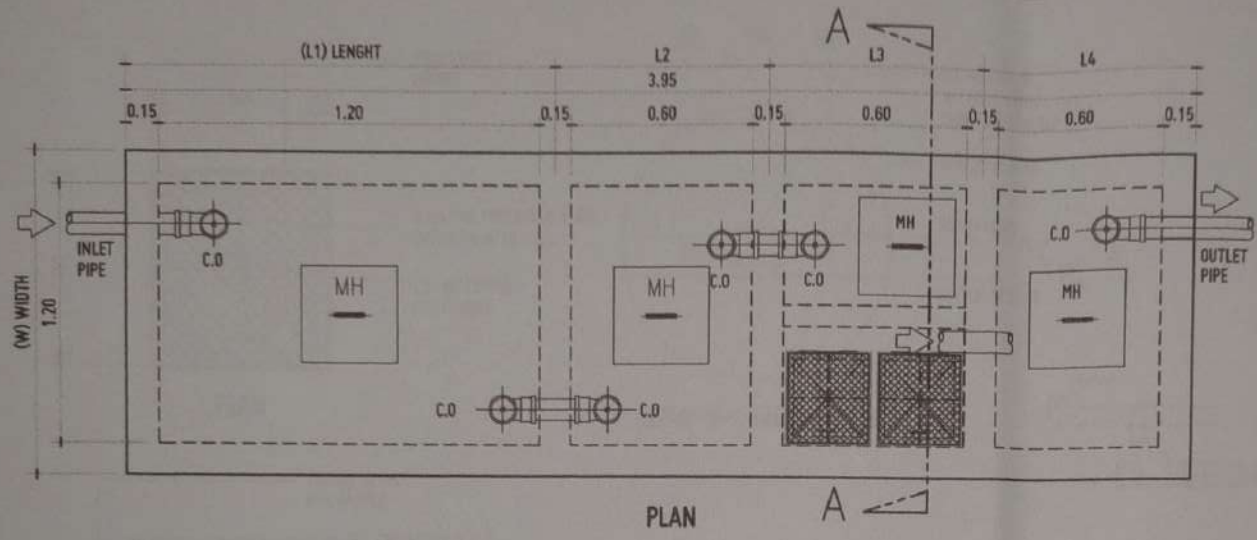 A
(L1) LENGHT
L2
L3
L4
3.95
0.15
1.20
0.15
0.60
0.15
0.60
0.15
0.60
0.15
(W) WIDTH
1.20
INLET
PIPE
C.O
MH
C.O
C.O
MH
C.O
C.O
MH
C.O
MH
OUTLET
PIPE
A
PLAN